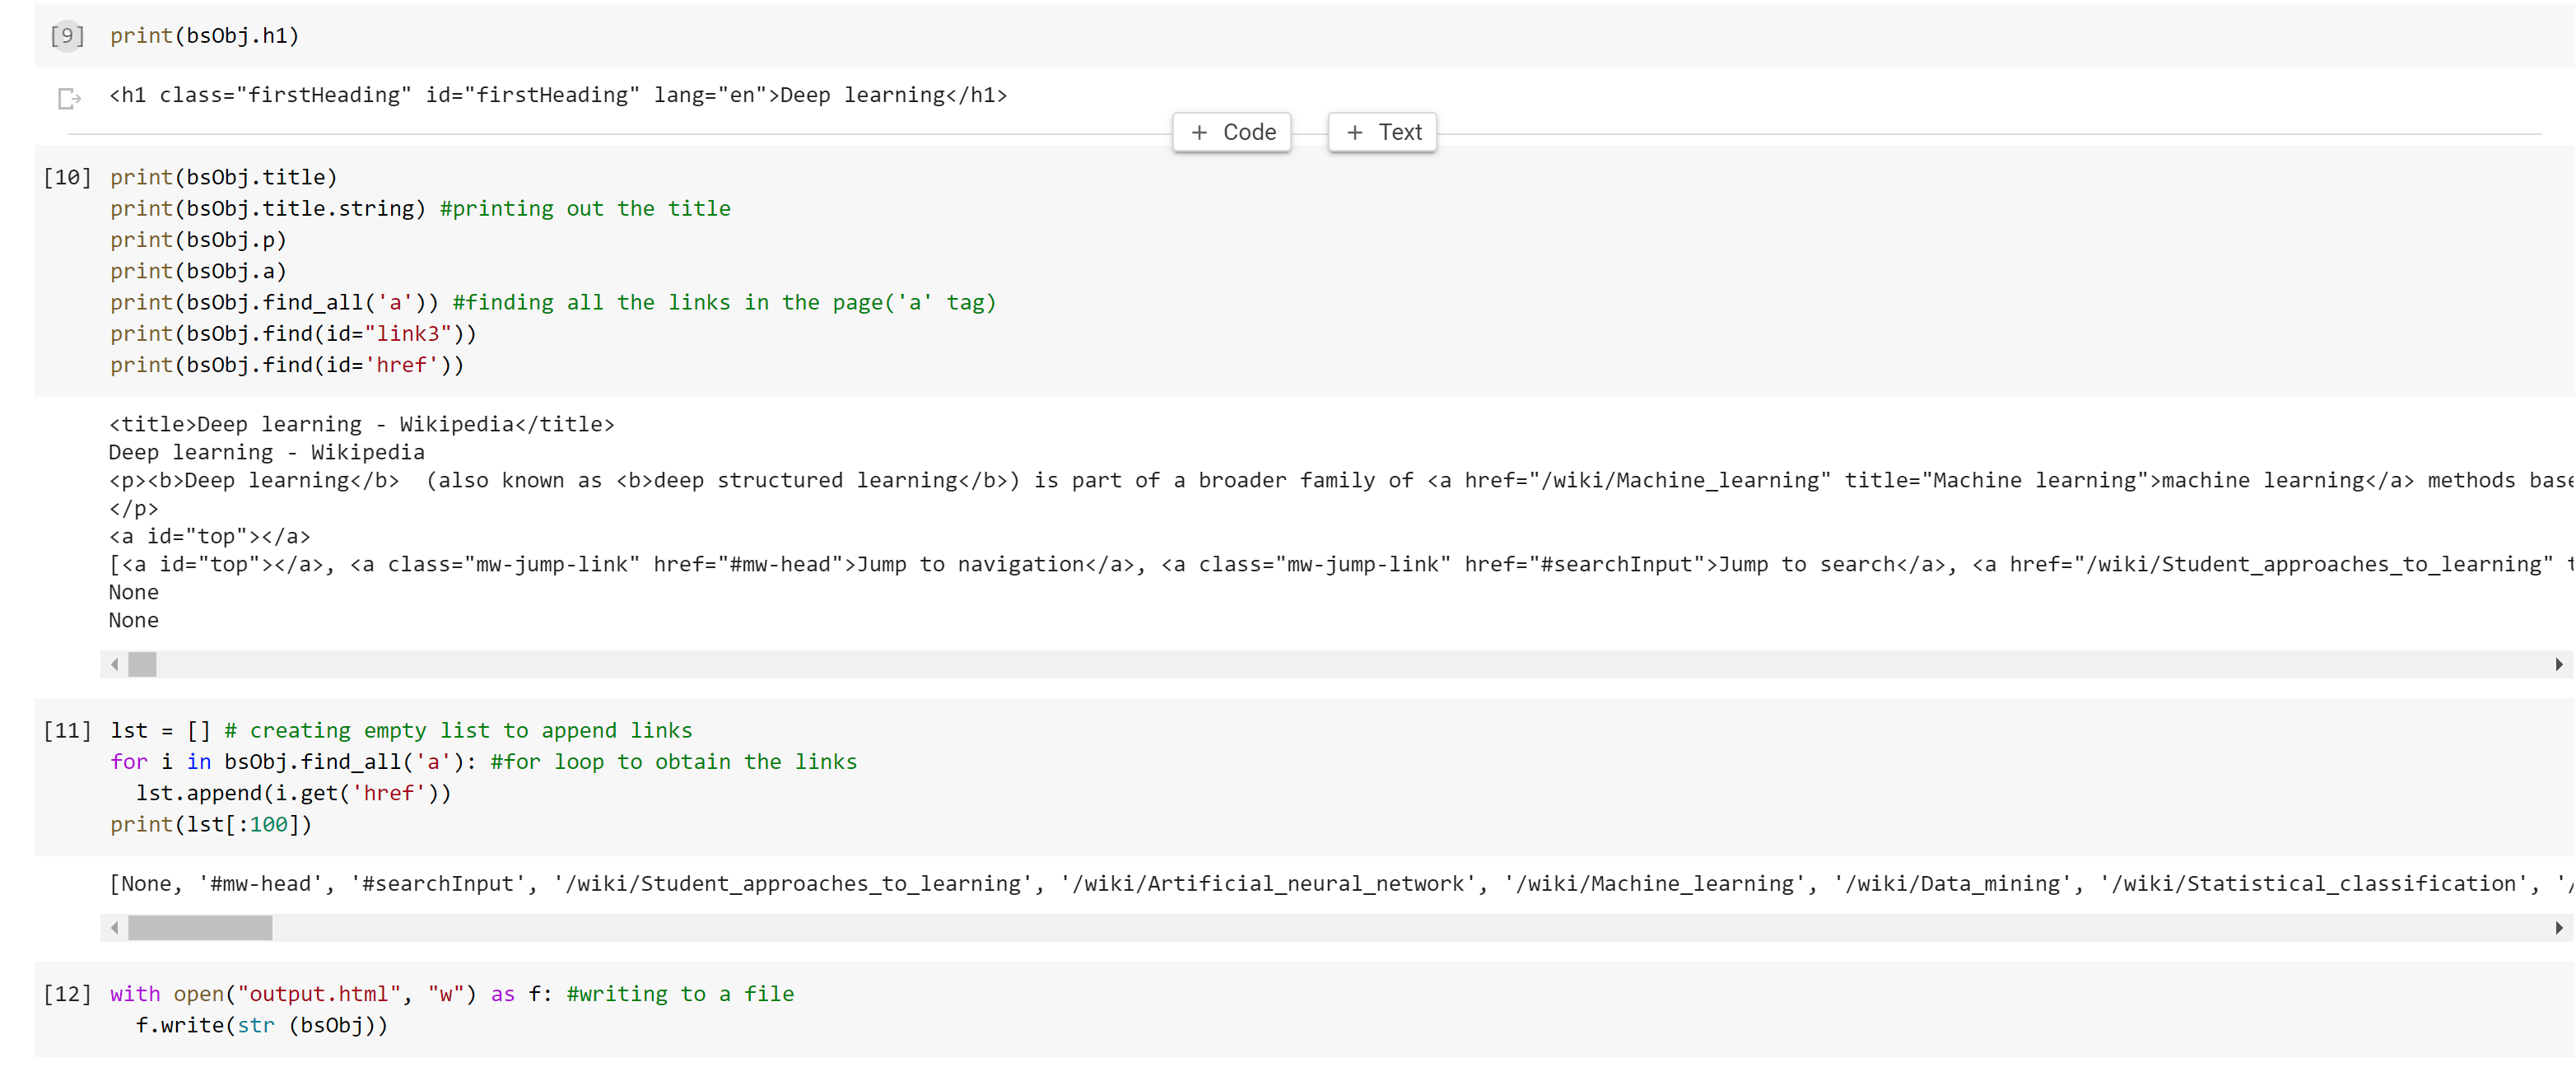 [9] print(bsObj.h1)
<h1 class="firstHeading" id="firstHeading" lang="en">Deep learning</h1>
+ Code + Text
[10] print(bsObj.title)
print(bsObj.title.string) #printing out the title
print(bsObj.p)
print(bsObj.a)
print(bsObj.find_all('a')) #finding all the links in the page('a' tag)
print(bsObj.find(id="link3"))
print(bsObj.find(id='href'))
<title>Deep learning - Wikipedia</title>
Deep learning - Wikipedia
<p><b>Deep learning</b>  (also known as <b>deep structured learning</b>) is part of a broader family of <a href="/wiki/Machine_learning" title="Machine learning">machine learning</a> methods base
</p>
<a id="top"></a>
[<a id="top"></a>, <a class="mw-jump-link" href="#mw-head">Jump to navigation</a>, <a class="mw-jump-link" href="#searchInput">Jump to search</a>, <a href="/wiki/Student_approaches_to_learning" t
None
None
[11] lst = [] # creating empty list to append links
for i in bsObj.find_all('a'): #for loop to obtain the links
  lst.append(i.get('href'))
print(lst[:100])
[None, '#mw-head', '#searchInput', '/wiki/Student_approaches_to_learning', '/wiki/Artificial_neural_network', '/wiki/Machine_learning', '/wiki/Data_mining', '/wiki/Statistical_classification', '/
[12] with open("output.html", "w") as f: #writing to a file
  f.write(str (bsObj))